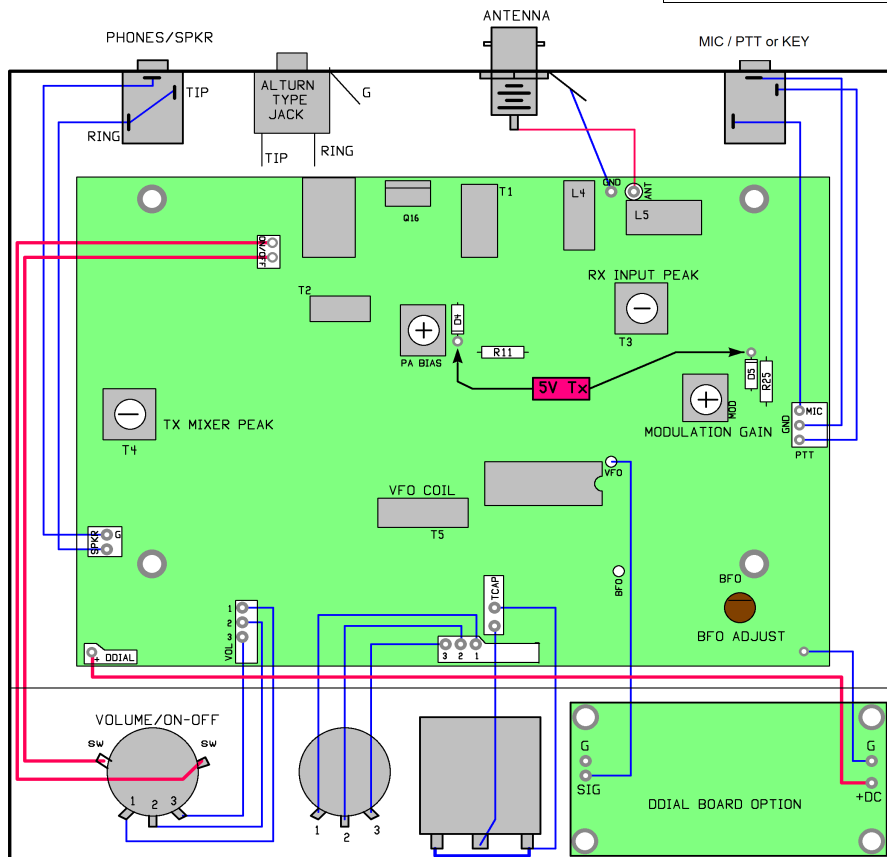 ANTENNA
PHONES/SPKR
MIC / PTT or KEY
TIP
RING
ALTURN
TYPE
JACK
G
TIP
RING
GND
ANT
T1
L4
L5
Q16
ON/OFF
T2
RX INPUT PEAK
T3
D4
PA BIAS
R11
5V Tx
D5
R25
MOD
MODULATION GAIN
MIC
GND
PTT
TX MIXER PEAK
T4
VFO
VFO COIL
T5
SPKR
G
BFO
BFO
BFO ADJUST
TCAP
1
2
3
VOL
3 2 1
+ DDIAL
VOLUME/ON-OFF
SW
SW
1 2 3
1 2 3
G
SIG
DDIAL BOARD OPTION
G
+DC